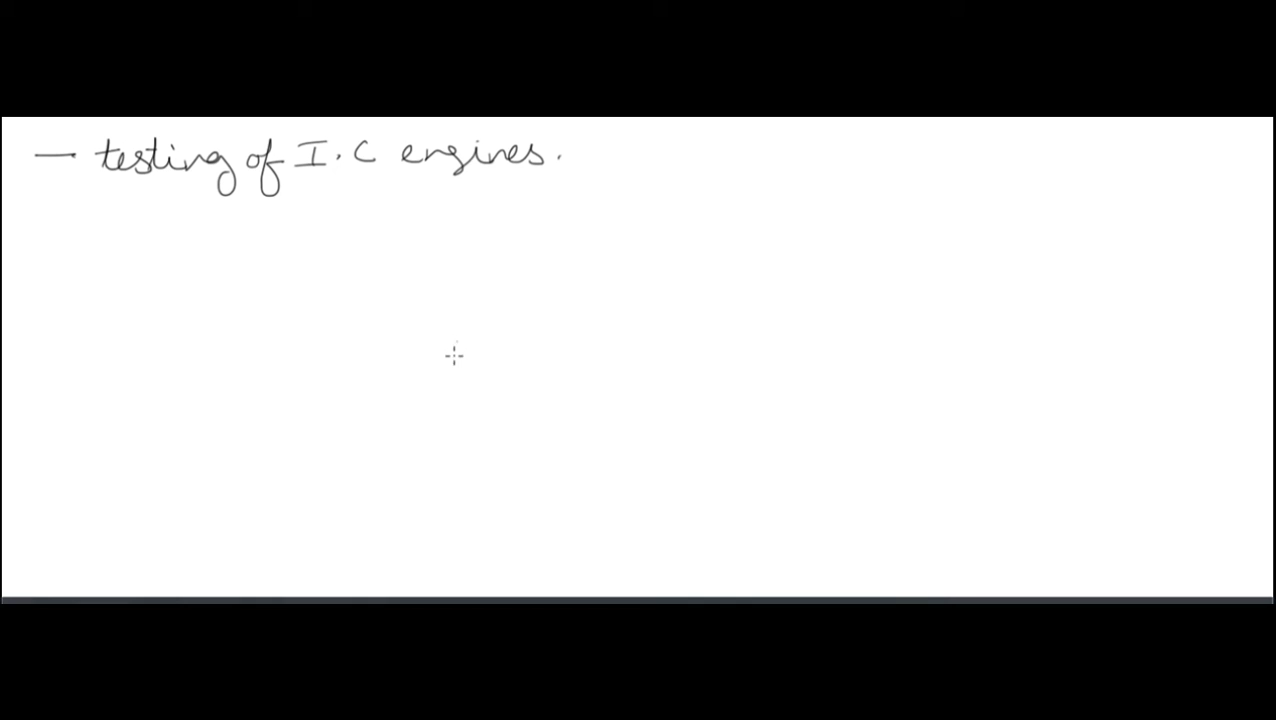 — testing of I.C engines.